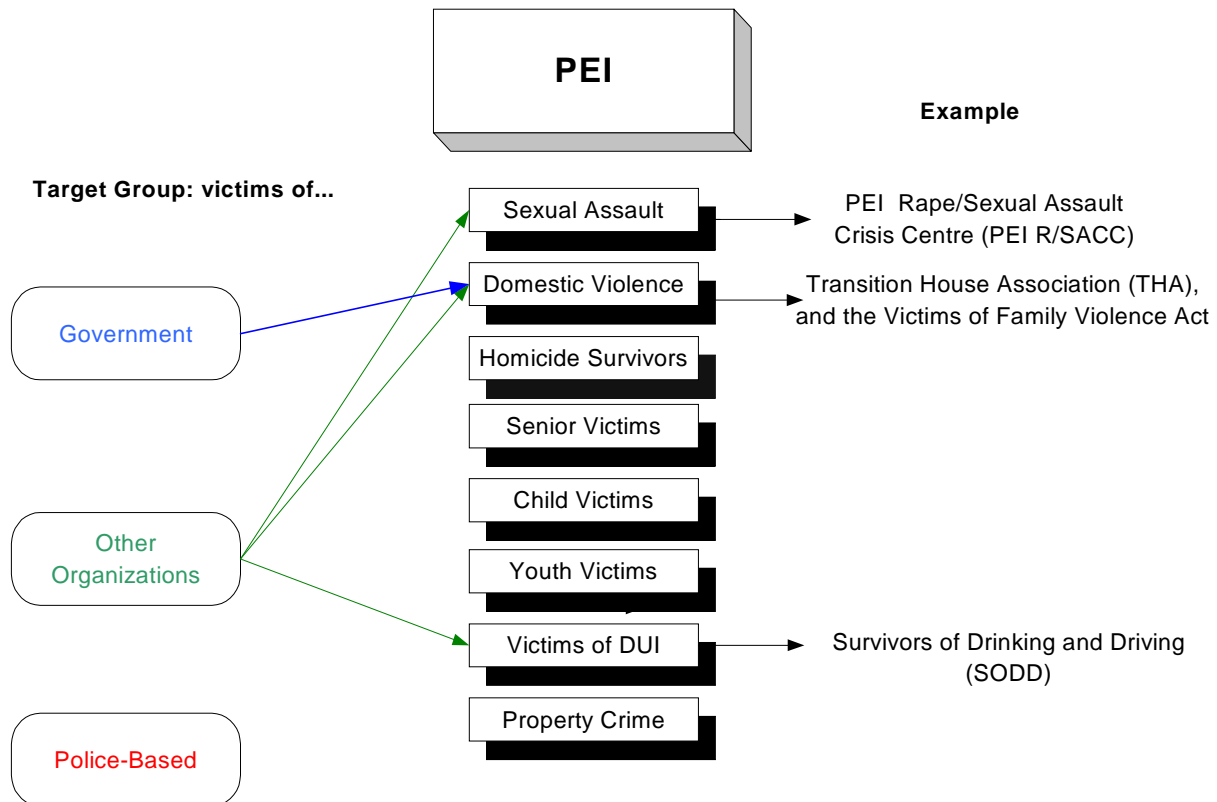 PEI
Example
Target Group: victims of...
Sexual Assault
PEI Rape/Sexual Assault
Crisis Centre (PEI R/SACC)
Government
Domestic Violence
Transition House Association (THA),
and the Victims of Family Violence Act
Homicide Survivors
Senior Victims
Child Victims
Other
Organizations
Youth Victims
Victims of DUI
Survivors of Drinking and Driving
(SODD)
Property Crime
Police-Based